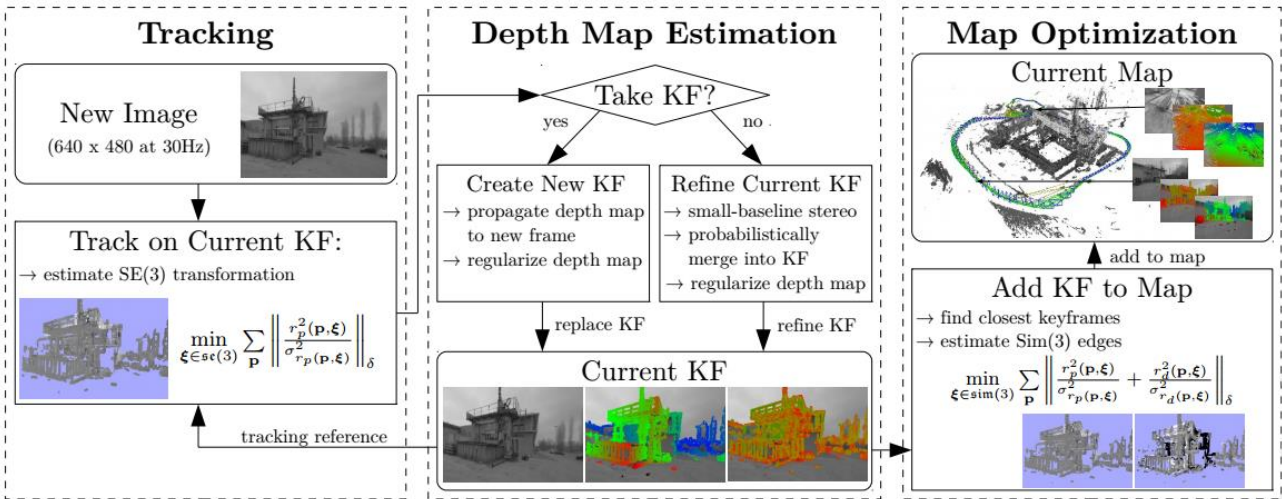 Tracking
New Image
(640 x 480 at 30Hz)
Track on Current KF:
→ estimate SE(3) transformation
min ξ∈𝔰𝔢(3) ∑ p ‖ r²p(p,ξ) / σ²rp(p,ξ) ‖δ
Depth Map Estimation
Take KF?
yes
no
Create New KF
→ propagate depth map
to new frame
→ regularize depth map
Refine Current KF
→ small-baseline stereo
→ probabilistically
merge into KF
→ regularize depth map
replace KF
refine KF
Current KF
tracking reference
Map Optimization
Current Map
add to map
Add KF to Map
→ find closest keyframes
→ estimate Sim(3) edges
min ξ∈𝔰𝔦𝔪(3) ∑ p ‖ r²p(p,ξ) / σ²rp(p,ξ) + r²d(p,ξ) / σ²rd(p,ξ) ‖δ